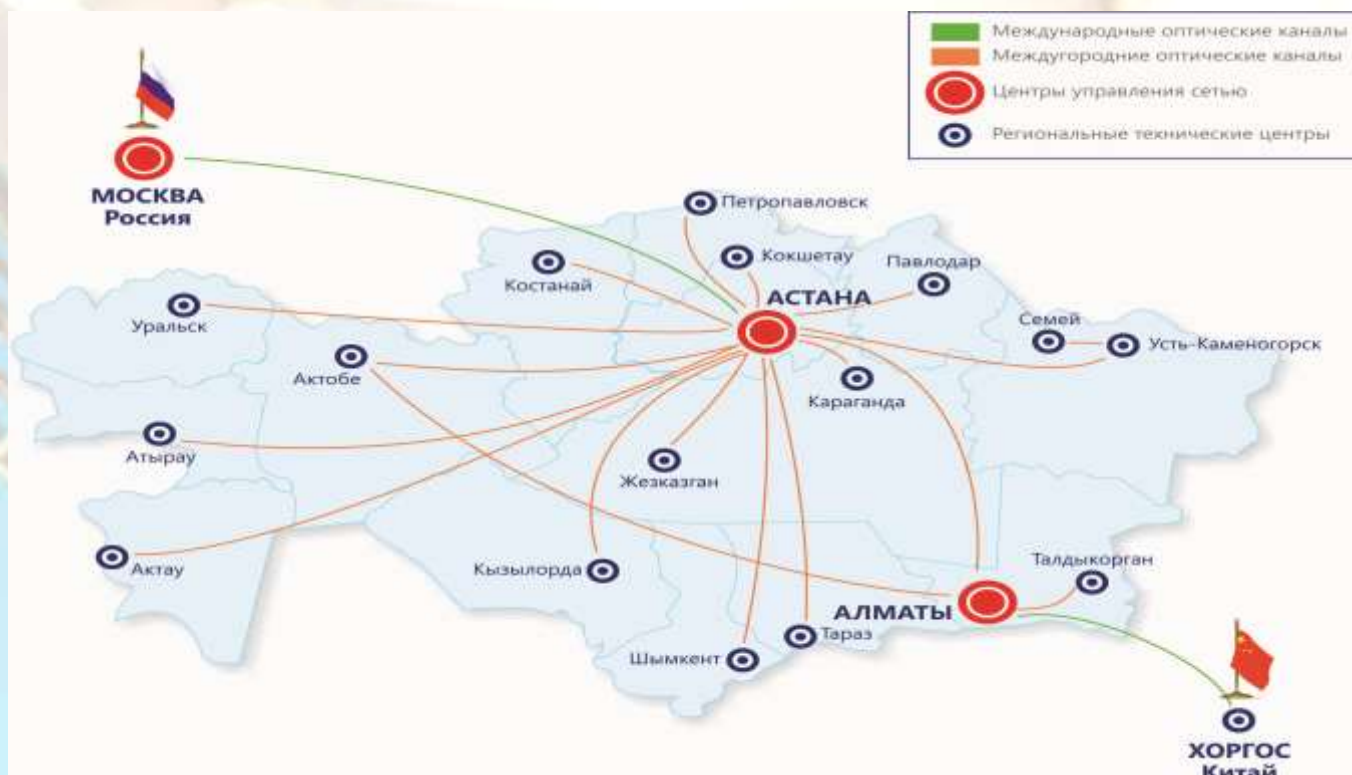 Международные оптические каналы
Междугородние оптические каналы
Центры управления сетью
Региональные технические центры
МОСКВА
Россия
Петропавловск
Кокшетау
Павлодар
Костанай
АСТАНА
Уральск
Семей
Усть-Каменогорск
Актобе
Караганда
Атырау
Жезказган
Актау
Кызылорда
Талдыкорган
АЛМАТЫ
Тараз
Шымкент
ХОРГОС
Китай